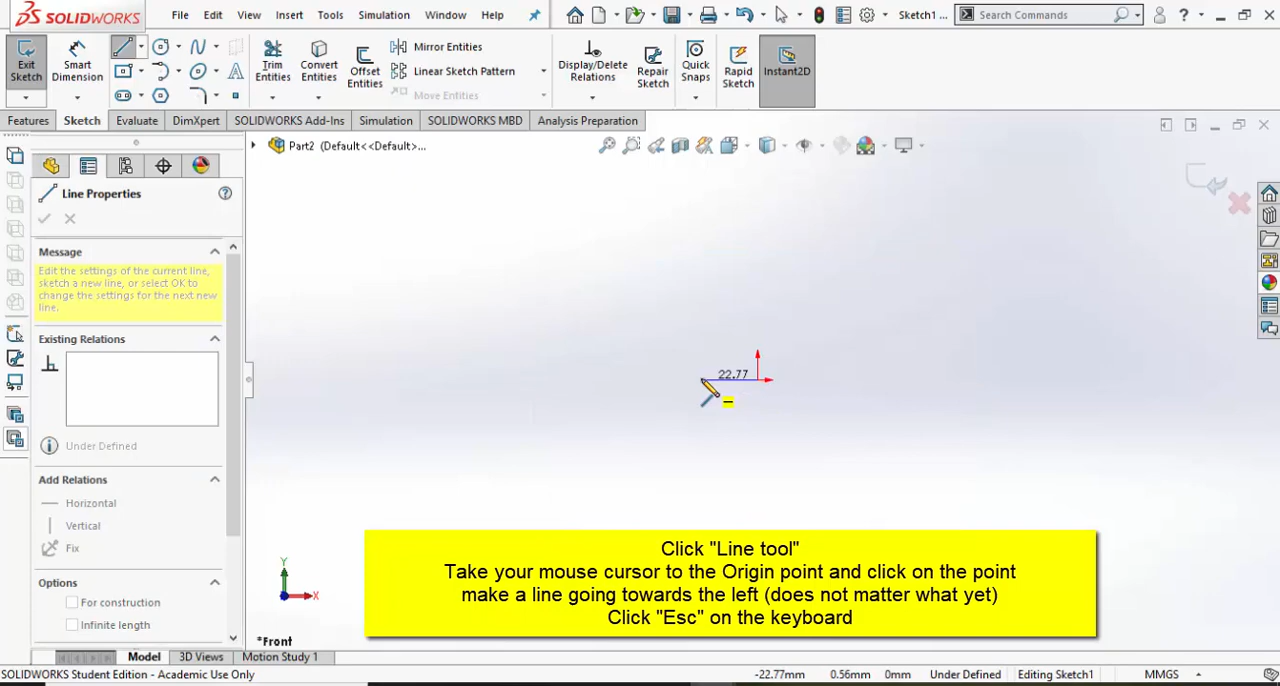 SOLIDWORKS
File Edit View Insert Tools Simulation Window Help Sketch1 ... Search Commands ?
Exit Sketch
Smart Dimension
Trim Entities
Convert Entities
Offset Entities
Mirror Entities
Linear Sketch Pattern
Move Entities
Display/Delete Relations
Repair Sketch
Quick Snaps
Rapid Sketch
Instant2D
Features Sketch Evaluate DimXpert SOLIDWORKS Add-Ins Simulation SOLIDWORKS MBD Analysis Preparation
Part2 (Default<<Default>...
Line Properties
Message
Edit the settings of the current line,
sketch a new line, or select OK to
change the settings for the next new
line.
Existing Relations
Under Defined
Add Relations
Horizontal
Vertical
Fix
Options
For construction
Infinite length
22.77
Y
X
*Front
Click "Line tool"
Take your mouse cursor to the Origin point and click on the point
make a line going towards the left (does not matter what yet)
Click "Esc" on the keyboard
Model 3D Views Motion Study 1
SOLIDWORKS Student Edition - Academic Use Only -22.77mm 0.56mm 0mm Under Defined Editing Sketch1 MMGS